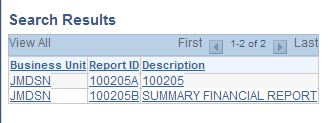 Search Results
View All First 1-2 of 2 Last
Business Unit Report ID Description
JMDSN 100205A 100205
JMDSN 100205B SUMMARY FINANCIAL REPORT